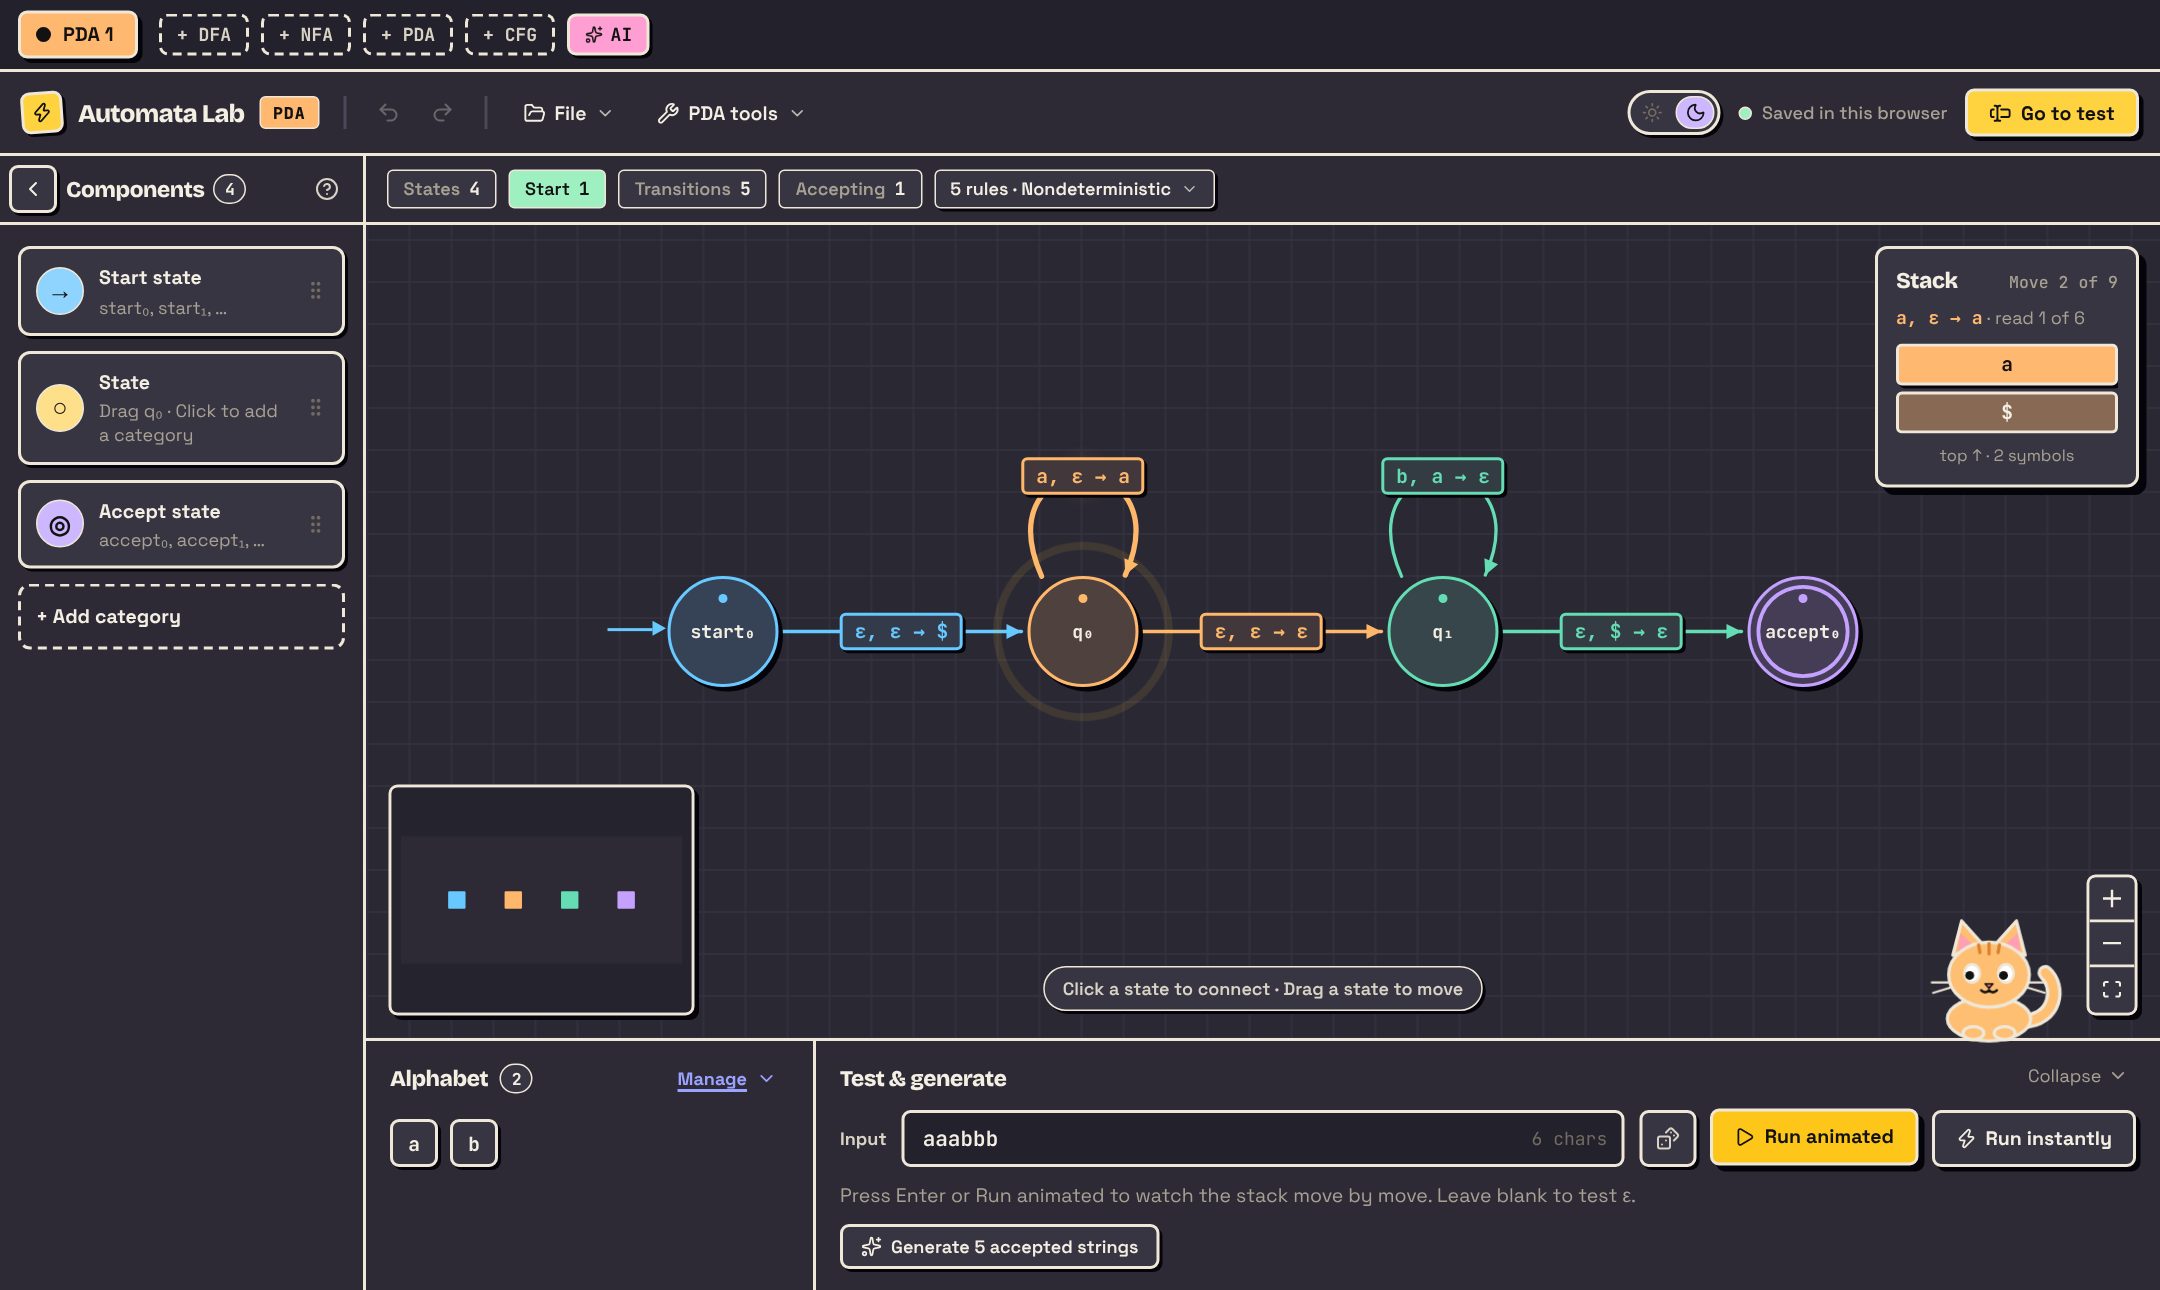 PDA 1
+ DFA
+ NFA
+ PDA
+ CFG
AI
Automata Lab
PDA
File
PDA tools
Saved in this browser
Go to test
Components 4
States 4
Start 1
Transitions 5
Accepting 1
5 rules · Nondeterministic
Start state
start₀, start₁, …
State
Drag q₀ · Click to add
a category
Accept state
accept₀, accept₁, …
+ Add category
Stack
Move 2 of 9
a, ε → a · read 1 of 6
a
$
top ↑ · 2 symbols
a, ε → a
b, a → ε
start₀
ε, ε → $
q₀
ε, ε → ε
q₁
ε, $ → ε
accept₀
Click a state to connect · Drag a state to move
Alphabet 2
Manage
a
b
Test & generate
Collapse
Input
aaabbb
6 chars
Run animated
Run instantly
Press Enter or Run animated to watch the stack move by move. Leave blank to test ε.
Generate 5 accepted strings